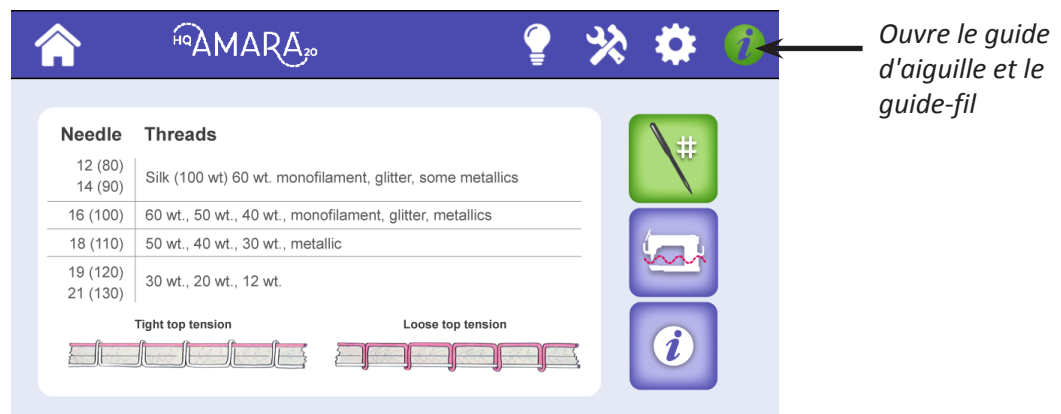 HQ AMARA 20
Ouvre le guide
d'aiguille et le
guide-fil
Needle Threads
12 (80)
14 (90)
Silk (100 wt) 60 wt. monofilament, glitter, some metallics
16 (100) 60 wt., 50 wt., 40 wt., monofilament, glitter, metallics
18 (110) 50 wt., 40 wt., 30 wt., metallic
19 (120)
21 (130)
30 wt., 20 wt., 12 wt.
Tight top tension Loose top tension
#
i
i